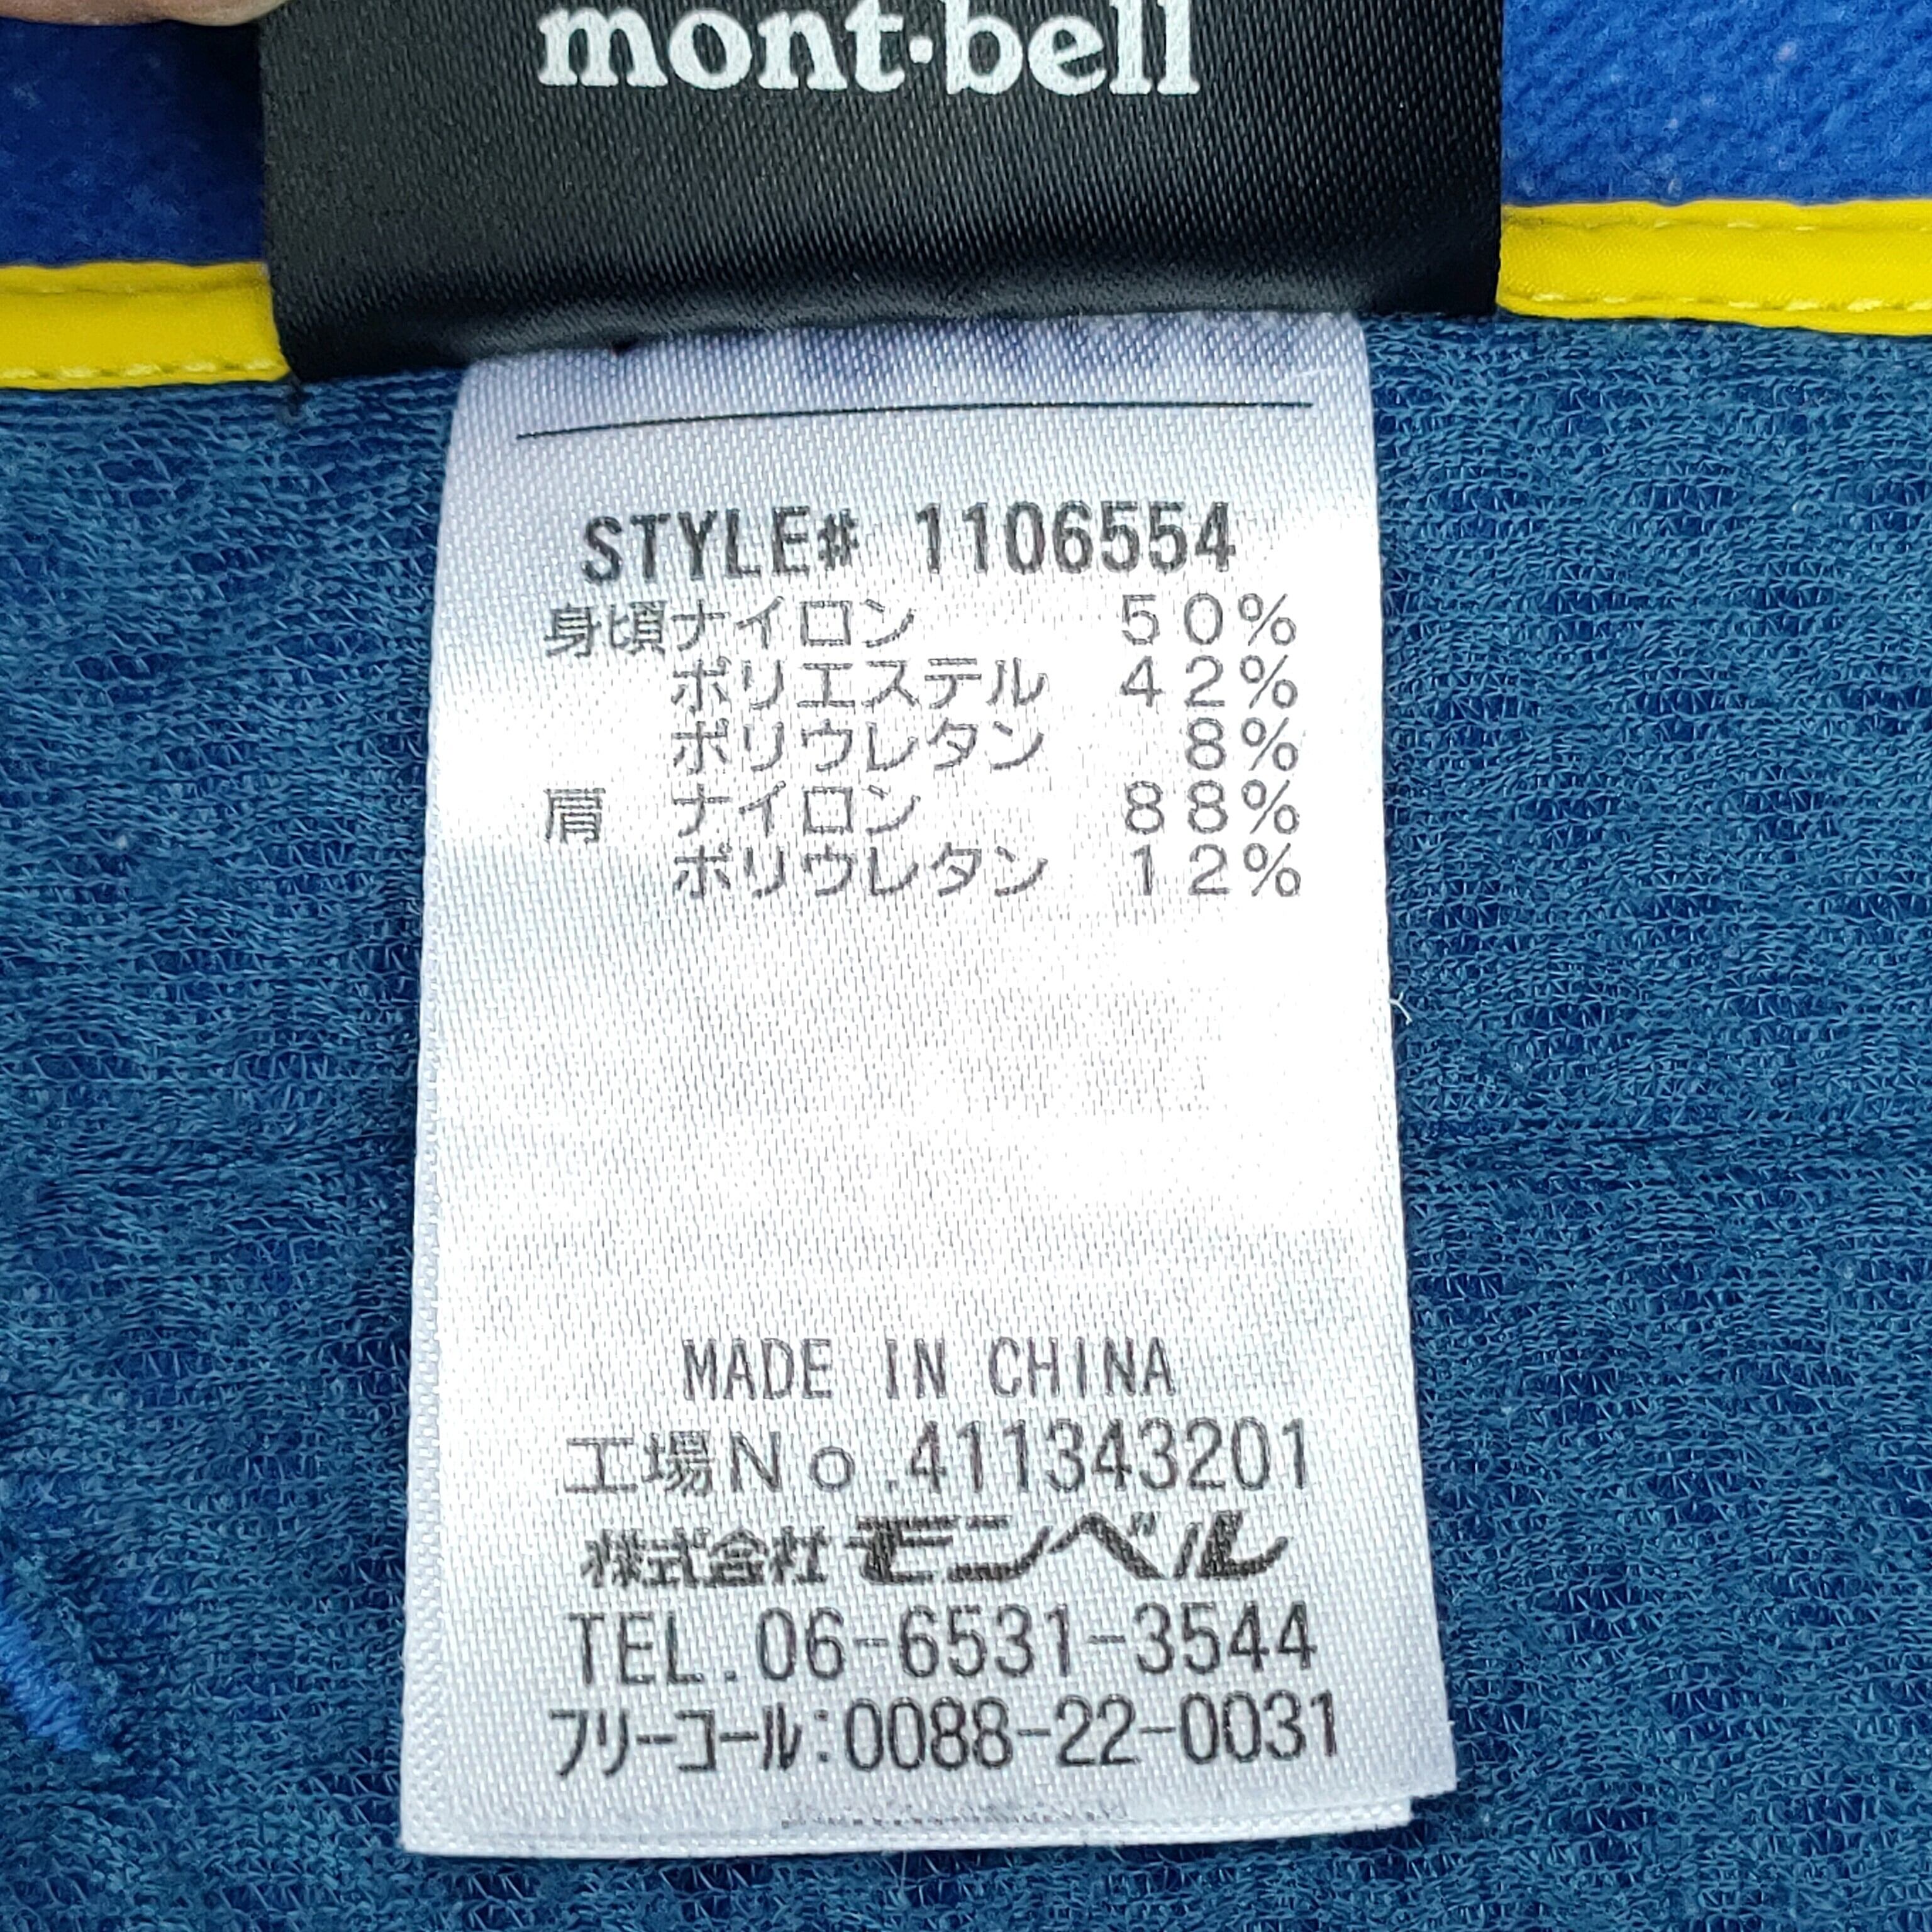 mont-bell
STYLE# 1106554
身頃ナイロン 50%
ポリエステル 42%
ポリウレタン 8%
肩 ナイロン 88%
ポリウレタン 12%
MADE IN CHINA
工場No.411343201
株式会社モンベル
TEL.06-6531-3544
フリーコール:0088-22-0031